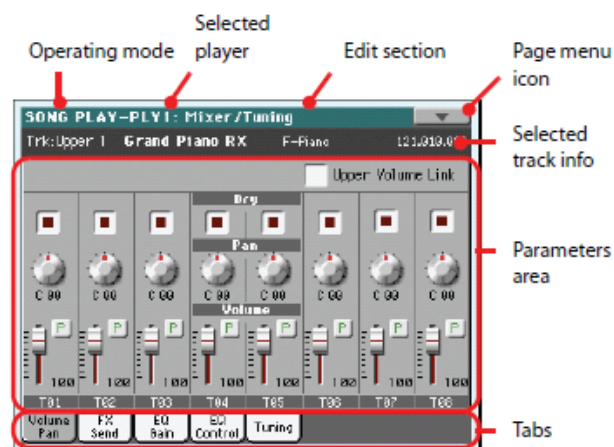 Selected
Operating mode player Edit section Page menu
icon
SONG PLAY-PLY1: Mixer/Tuning
Trk:Upper 1 Grand Piano RX F-Piano
Selected
track info
Upper Volume Link
Dry
Pan
Parameters
area
C 00 C 00 C 00 C 00 C 00 C 00 C 00 C 00
Volume
P P P P P P P P
100 100 100 100 100 100 100 100
T01 T02 T03 T04 T05 T06 T07 T08
Volume Pan FX Send EQ Gain EQ Control Tuning
Tabs